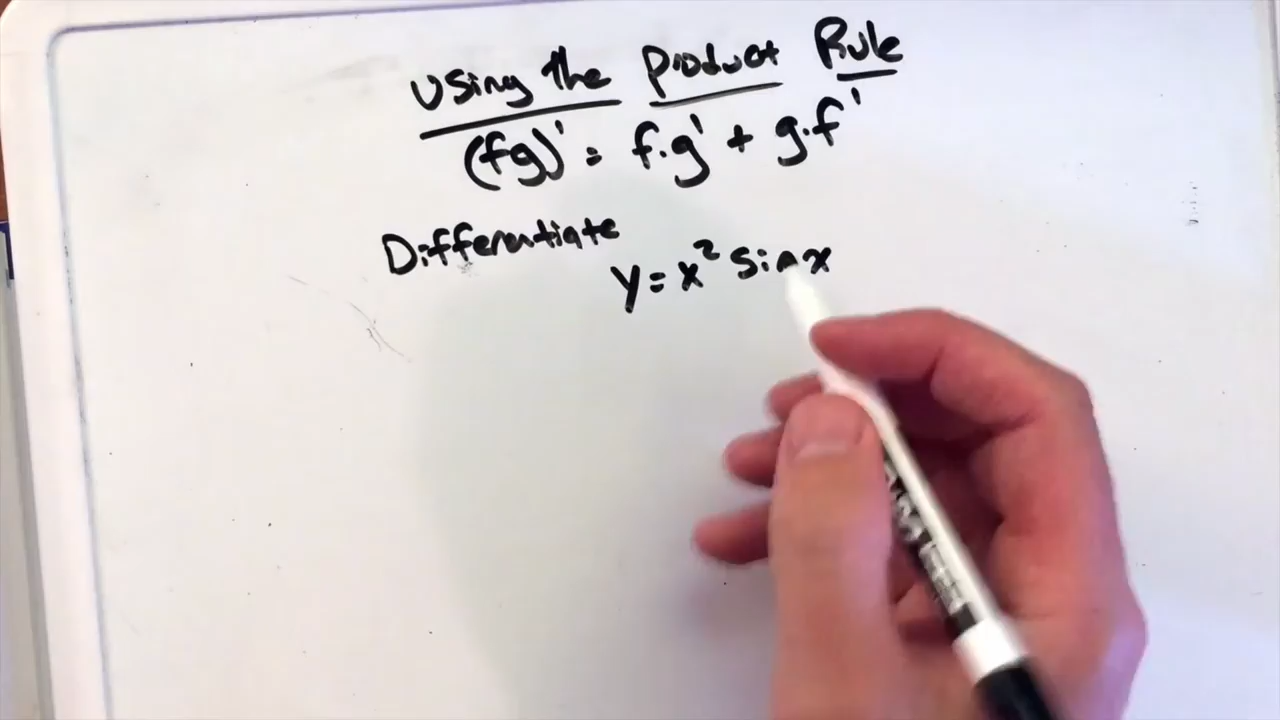 Using the Product Rule
(fg)' = f·g' + g·f'
Differentiate
y = x² sin x